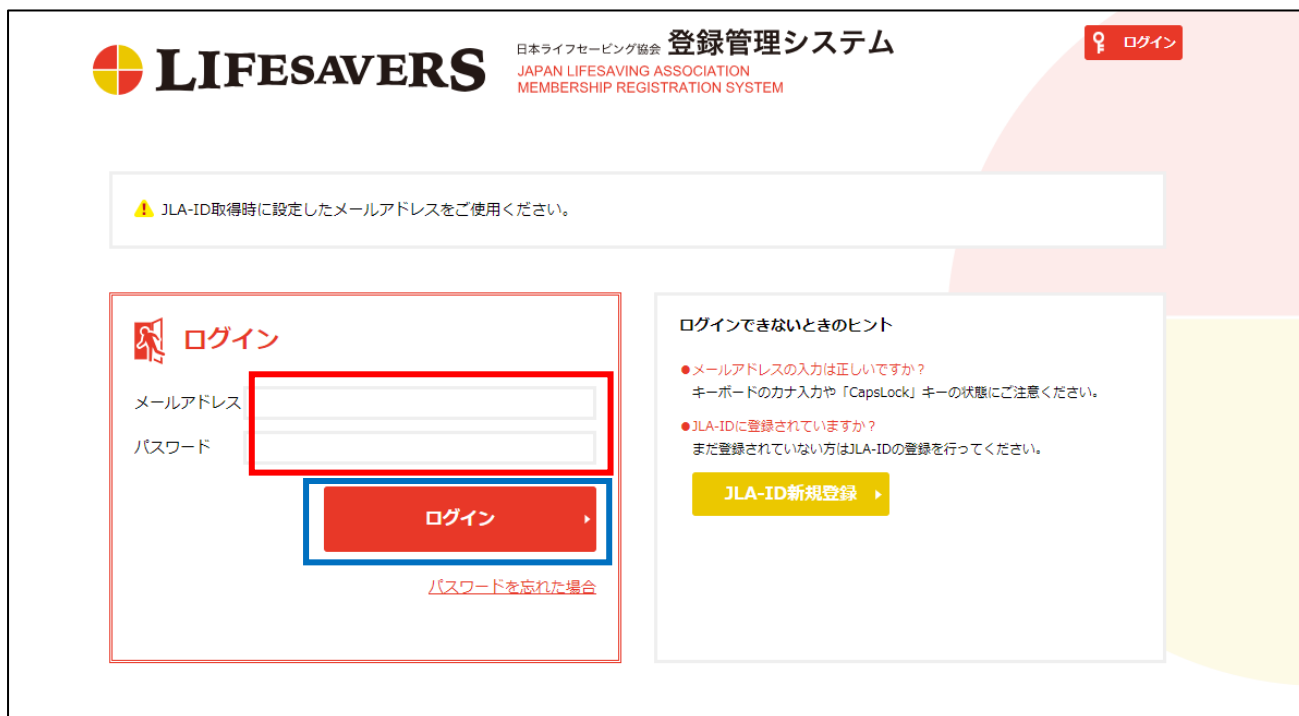 LIFESAVERS
日本ライフセービング協会 登録管理システム
JAPAN LIFESAVING ASSOCIATION
MEMBERSHIP REGISTRATION SYSTEM
ログイン
JLA-ID取得時に設定したメールアドレスをご使用ください。
ログイン
メールアドレス
パスワード
ログイン
パスワードを忘れた場合
ログインできないときのヒント
●メールアドレスの入力は正しいですか？
キーボードのカナ入力や「CapsLock」キーの状態にご注意ください。
●JLA-IDに登録されていますか？
まだ登録されていない方はJLA-IDの登録を行ってください。
JLA-ID新規登録